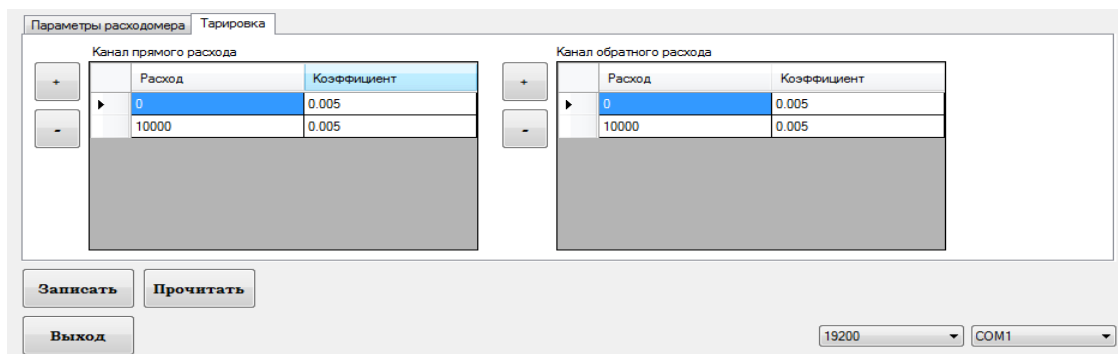 Параметры расходомера Тарировка
Канал прямого расхода Канал обратного расхода
+ Расход Коэффициент + Расход Коэффициент
0 0.005 0 0.005
- 10000 0.005 - 10000 0.005
Записать Прочитать
Выход 19200 COM1